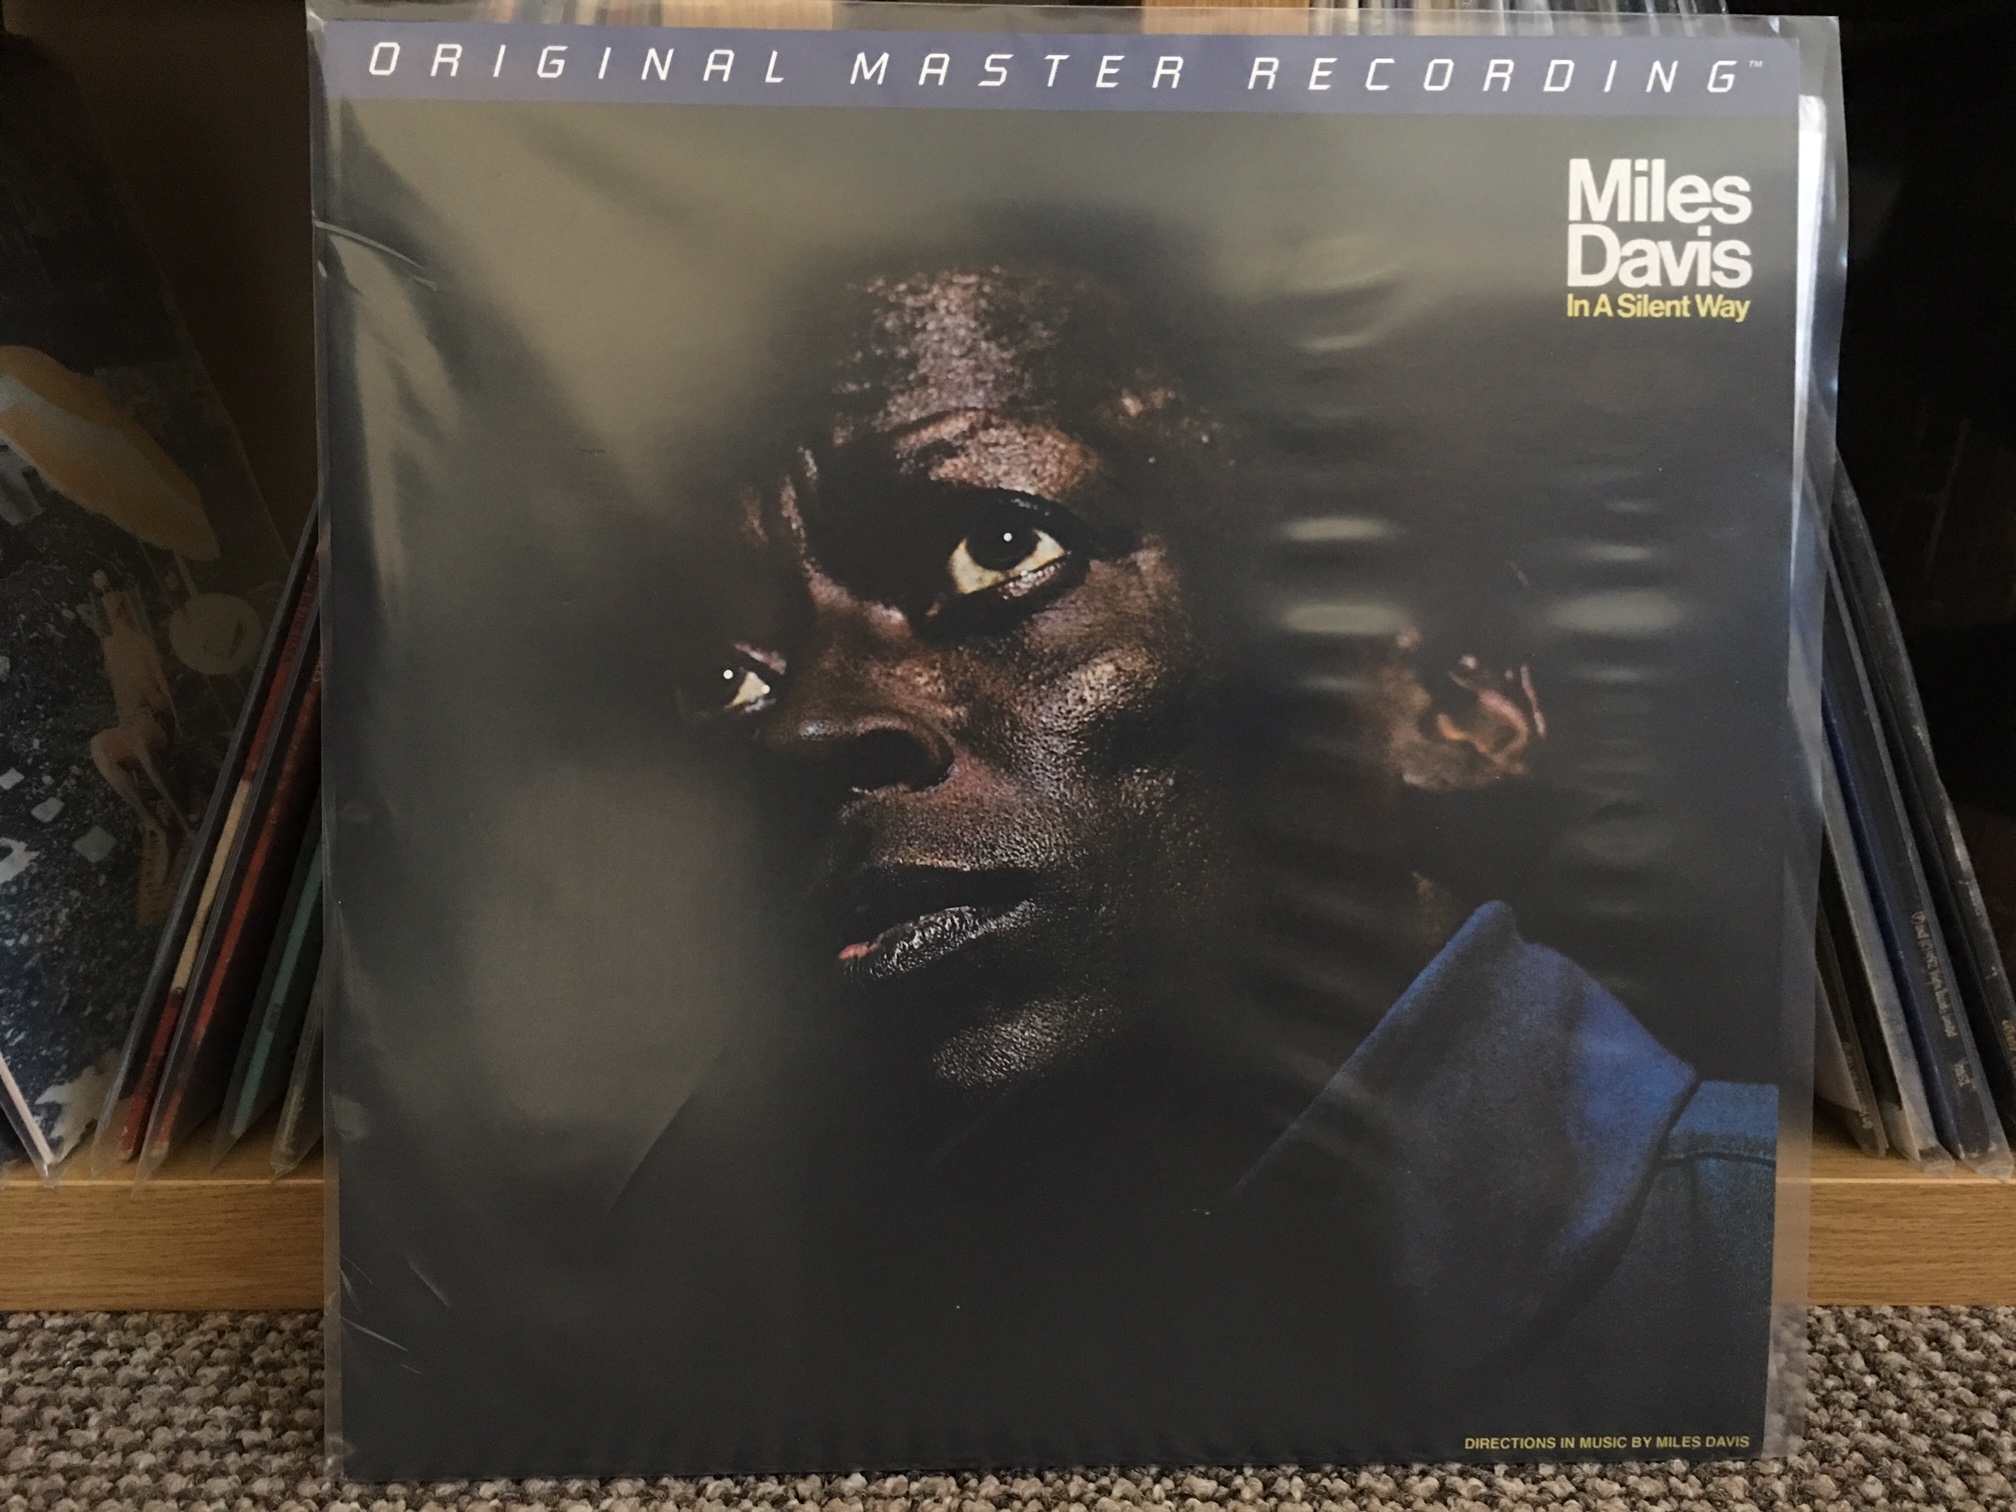 ORIGINAL MASTER RECORDING™
Miles
Davis
In A Silent Way
DIRECTIONS IN MUSIC BY MILES DAVIS